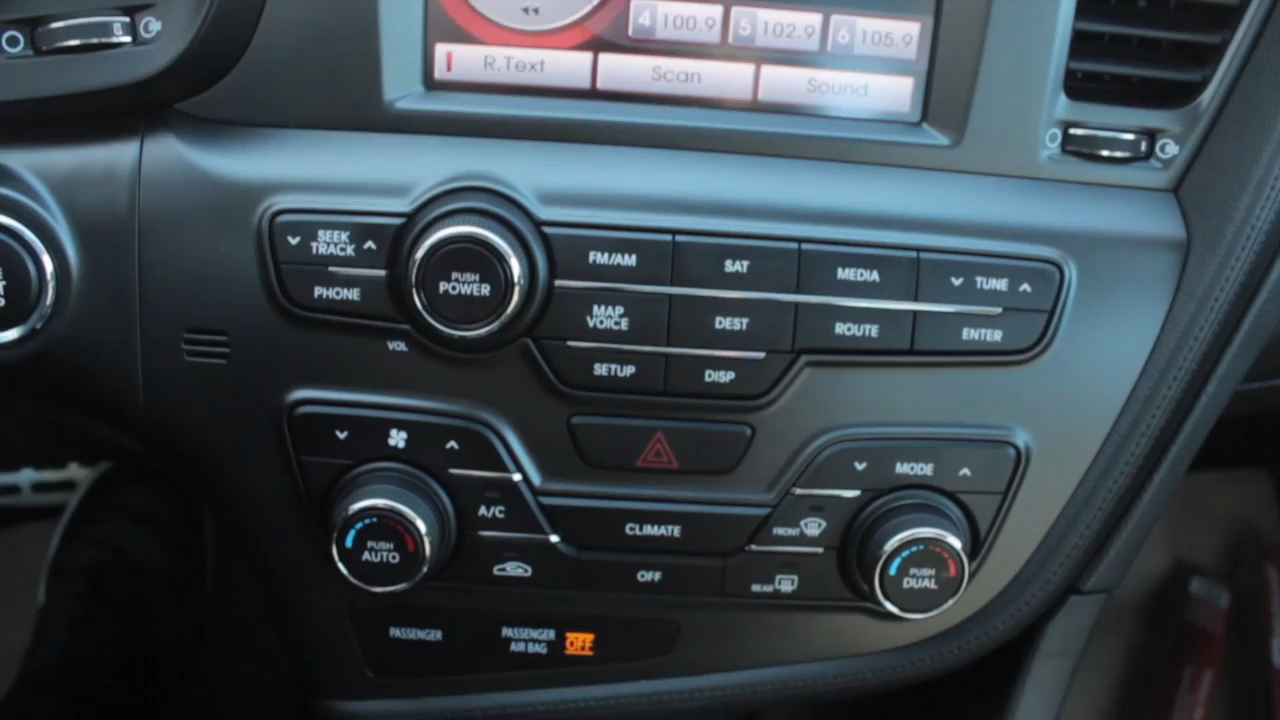 4 100.9
5 102.9
6 105.9
R.Text
Scan
Sound
SEEK
TRACK
PUSH
POWER
FM/AM
SAT
MEDIA
TUNE
PHONE
MAP
VOICE
DEST
ROUTE
ENTER
VOL
SETUP
DISP
MODE
A/C
CLIMATE
FRONT
PUSH
AUTO
OFF
REAR
PUSH
DUAL
PASSENGER
PASSENGER
AIR BAG
OFF